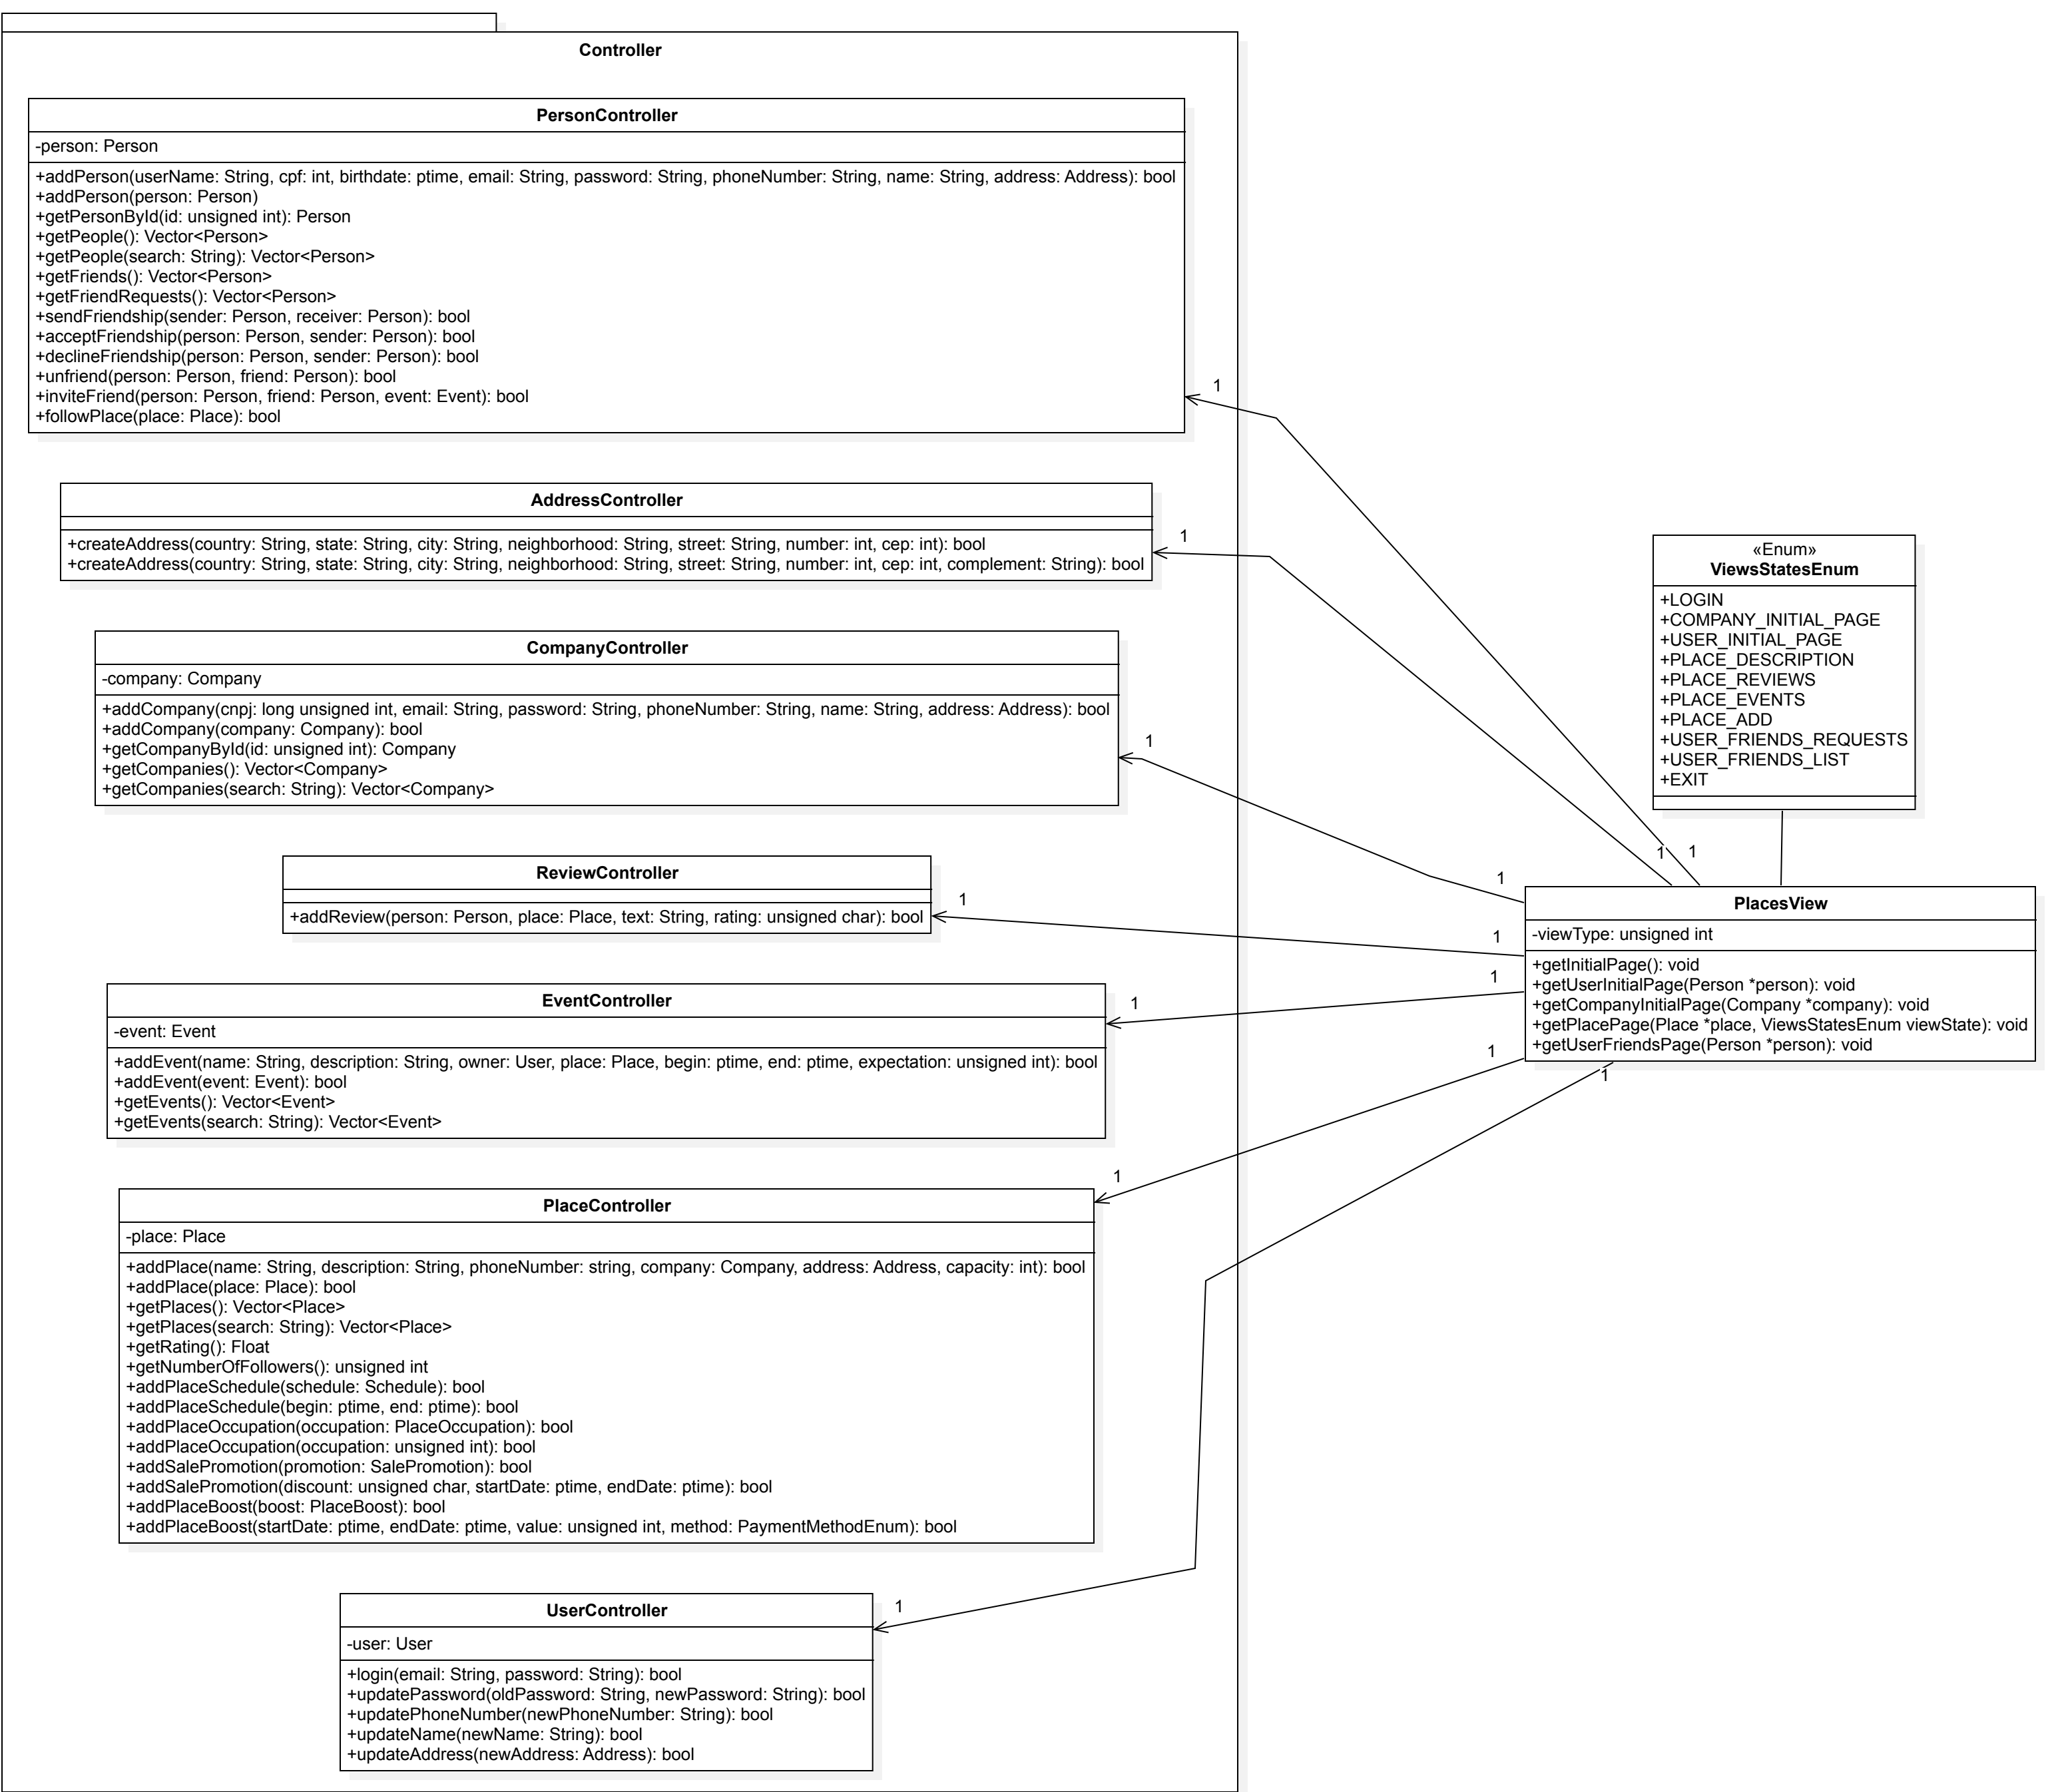 Controller
PersonController
-person: Person
+addPerson(userName: String, cpf: int, birthdate: ptime, email: String, password: String, phoneNumber: String, name: String, address: Address): bool
+addPerson(person: Person)
+getPersonById(id: unsigned int): Person
+getPeople(): Vector<Person>
+getPeople(search: String): Vector<Person>
+getFriends(): Vector<Person>
+getFriendRequests(): Vector<Person>
+sendFriendship(sender: Person, receiver: Person): bool
+acceptFriendship(person: Person, sender: Person): bool
+declineFriendship(person: Person, sender: Person): bool
+unfriend(person: Person, friend: Person): bool
+inviteFriend(person: Person, friend: Person, event: Event): bool
+followPlace(place: Place): bool
1
AddressController
+createAddress(country: String, state: String, city: String, neighborhood: String, street: String, number: int, cep: int): bool
+createAddress(country: String, state: String, city: String, neighborhood: String, street: String, number: int, cep: int, complement: String): bool
1
CompanyController
-company: Company
+addCompany(cnpj: long unsigned int, email: String, password: String, phoneNumber: String, name: String, address: Address): bool
+addCompany(company: Company): bool
+getCompanyById(id: unsigned int): Company
+getCompanies(): Vector<Company>
+getCompanies(search: String): Vector<Company>
1
ReviewController
+addReview(person: Person, place: Place, text: String, rating: unsigned char): bool
1
EventController
-event: Event
+addEvent(name: String, description: String, owner: User, place: Place, begin: ptime, end: ptime, expectation: unsigned int): bool
+addEvent(event: Event): bool
+getEvents(): Vector<Event>
+getEvents(search: String): Vector<Event>
1
PlaceController
-place: Place
+addPlace(name: String, description: String, phoneNumber: string, company: Company, address: Address, capacity: int): bool
+addPlace(place: Place): bool
+getPlaces(): Vector<Place>
+getPlaces(search: String): Vector<Place>
+getRating(): Float
+getNumberOfFollowers(): unsigned int
+addPlaceSchedule(schedule: Schedule): bool
+addPlaceSchedule(begin: ptime, end: ptime): bool
+addPlaceOccupation(occupation: PlaceOccupation): bool
+addPlaceOccupation(occupation: unsigned int): bool
+addSalePromotion(promotion: SalePromotion): bool
+addSalePromotion(discount: unsigned char, startDate: ptime, endDate: ptime): bool
+addPlaceBoost(boost: PlaceBoost): bool
+addPlaceBoost(startDate: ptime, endDate: ptime, value: unsigned int, method: PaymentMethodEnum): bool
1
UserController
-user: User
+login(email: String, password: String): bool
+updatePassword(oldPassword: String, newPassword: String): bool
+updatePhoneNumber(newPhoneNumber: String): bool
+updateName(newName: String): bool
+updateAddress(newAddress: Address): bool
1
«Enum»
ViewsStatesEnum
+LOGIN
+COMPANY_INITIAL_PAGE
+USER_INITIAL_PAGE
+PLACE_DESCRIPTION
+PLACE_REVIEWS
+PLACE_EVENTS
+PLACE_ADD
+USER_FRIENDS_REQUESTS
+USER_FRIENDS_LIST
+EXIT
1
1
1
1
1
1
1
PlacesView
-viewType: unsigned int
+getInitialPage(): void
+getUserInitialPage(Person *person): void
+getCompanyInitialPage(Company *company): void
+getPlacePage(Place *place, ViewsStatesEnum viewState): void
+getUserFriendsPage(Person *person): void